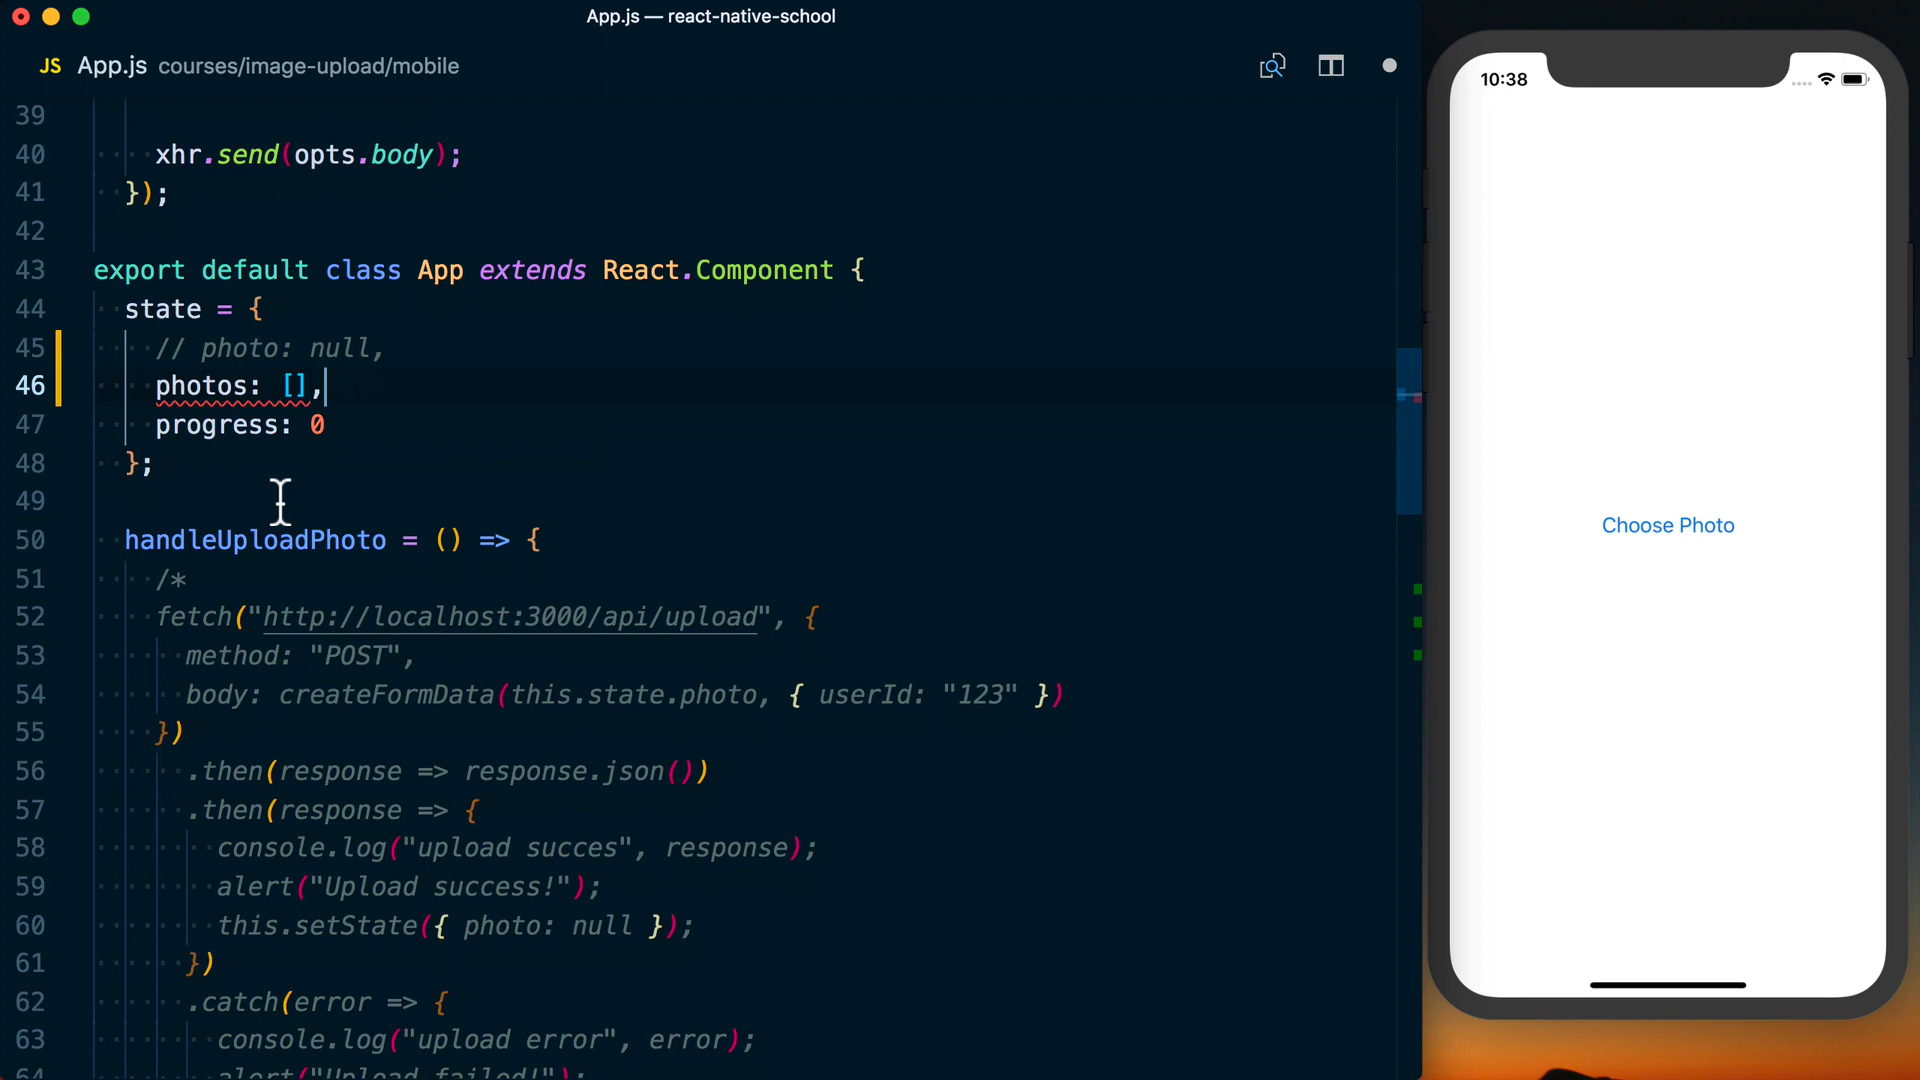 App.js — react-native-school
JS App.js courses/image-upload/mobile
39
40 xhr.send(opts.body);
41 });
42
43 export default class App extends React.Component {
44 state = {
45 // photo: null,
46 photos: [],
47 progress: 0
48 };
49
50 handleUploadPhoto = () => {
51 /*
52 fetch("http://localhost:3000/api/upload", {
53 method: "POST",
54 body: createFormData(this.state.photo, { userId: "123" })
55 })
56 .then(response => response.json())
57 .then(response => {
58 console.log("upload succes", response);
59 alert("Upload success!");
60 this.setState({ photo: null });
61 })
62 .catch(error => {
63 console.log("upload error", error);
64 alert("Upload failed!");
10:38
Choose Photo